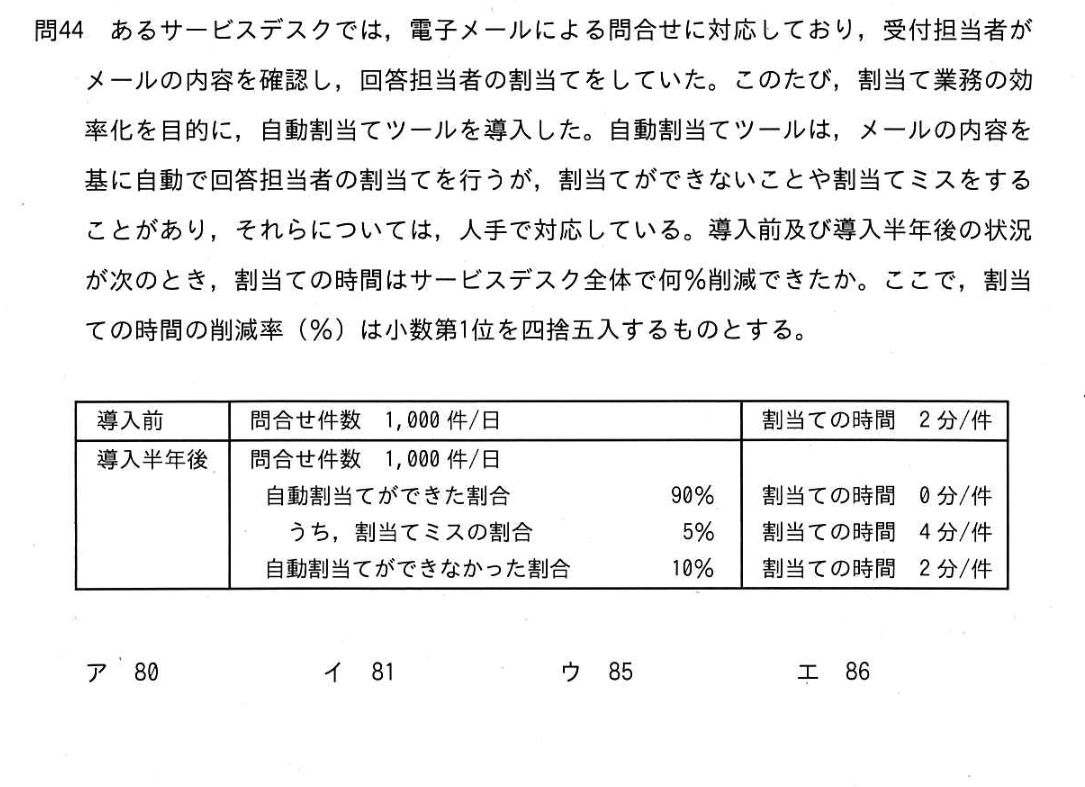 問44 あるサービスデスクでは，電子メールによる問合せに対応しており，受付担当者が
メールの内容を確認し，回答担当者の割当てをしていた。このたび，割当て業務の効
率化を目的に，自動割当てツールを導入した。自動割当てツールは，メールの内容を
基に自動で回答担当者の割当てを行うが，割当てができないことや割当てミスをする
ことがあり，それらについては，人手で対応している。導入前及び導入半年後の状況
が次のとき，割当ての時間はサービスデスク全体で何％削減できたか。ここで，割当
ての時間の削減率（％）は小数第1位を四捨五入するものとする。
導入前 問合せ件数 1,000 件/日 割当ての時間 2 分/件
導入半年後 問合せ件数 1,000 件/日
自動割当てができた割合 90% 割当ての時間 0 分/件
うち，割当てミスの割合 5% 割当ての時間 4 分/件
自動割当てができなかった割合 10% 割当ての時間 2 分/件
ア 80 イ 81 ウ 85 エ 86